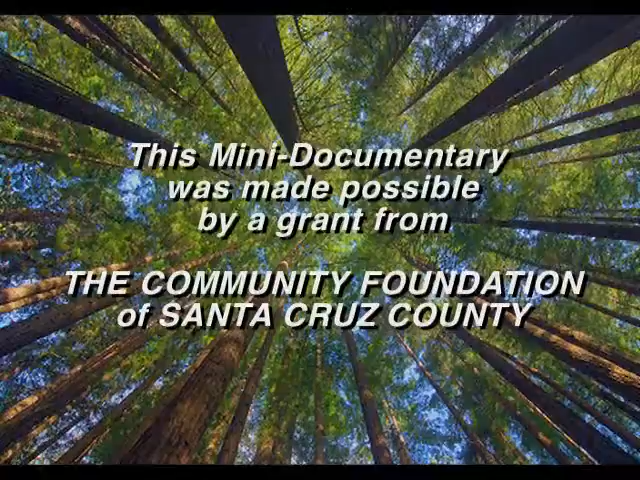 This Mini-Documentary
was made possible
by a grant from
THE COMMUNITY FOUNDATION
of SANTA CRUZ COUNTY